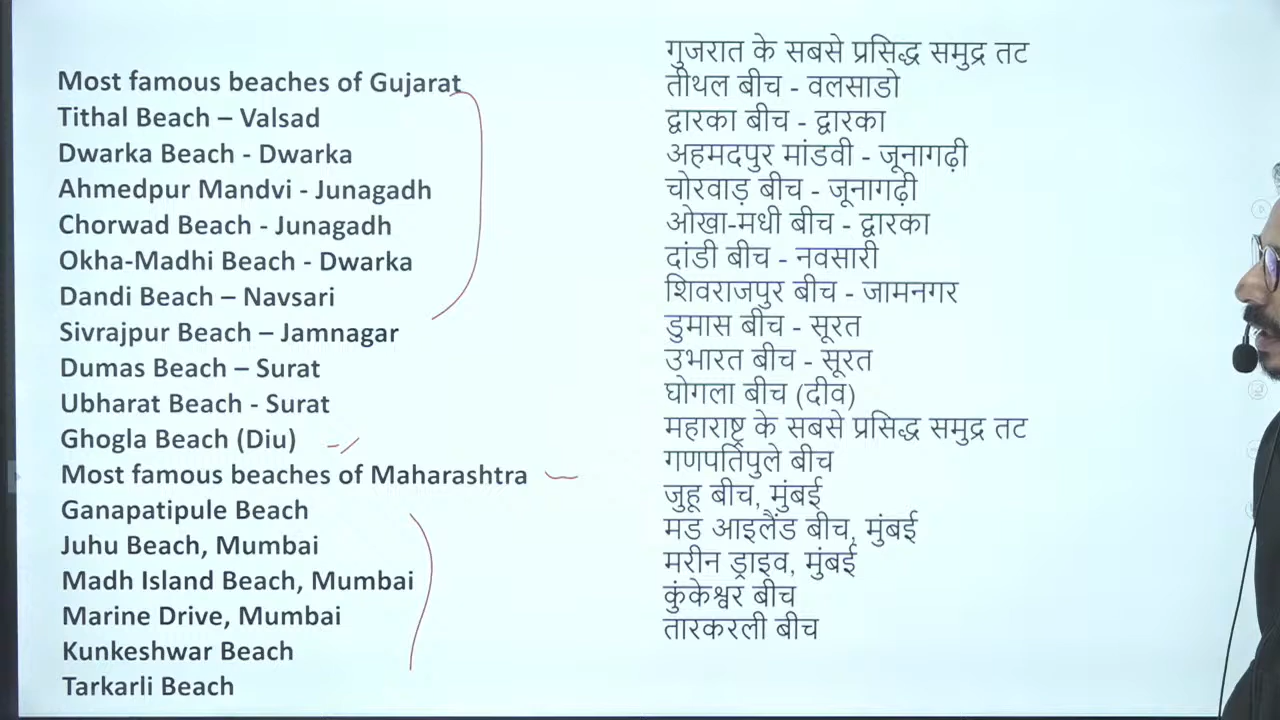 Most famous beaches of Gujarat
Tithal Beach – Valsad
Dwarka Beach - Dwarka
Ahmedpur Mandvi - Junagadh
Chorwad Beach - Junagadh
Okha-Madhi Beach - Dwarka
Dandi Beach – Navsari
Sivrajpur Beach – Jamnagar
Dumas Beach – Surat
Ubharat Beach - Surat
Ghogla Beach (Diu)
Most famous beaches of Maharashtra
Ganapatipule Beach
Juhu Beach, Mumbai
Madh Island Beach, Mumbai
Marine Drive, Mumbai
Kunkeshwar Beach
Tarkarli Beach
गुजरात के सबसे प्रसिद्ध समुद्र तट
तीथल बीच - वलसाडो
द्वारका बीच - द्वारका
अहमदपुर मांडवी - जूनागढ़ी
चोरवाड़ बीच - जूनागढ़ी
ओखा-मधी बीच - द्वारका
दांडी बीच - नवसारी
शिवराजपुर बीच - जामनगर
डुमास बीच - सूरत
उभारत बीच - सूरत
घोगला बीच (दीव)
महाराष्ट्र के सबसे प्रसिद्ध समुद्र तट
गणपतिपुले बीच
जुहू बीच, मुंबई
मड आइलैंड बीच, मुंबई
मरीन ड्राइव, मुंबई
कुंकेश्वर बीच
तारकरली बीच